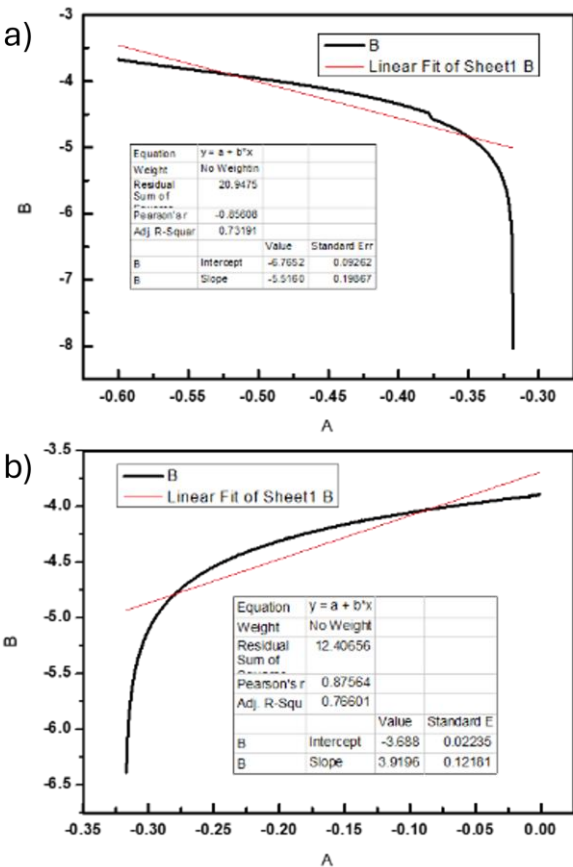 a)
-3
-4
-5
-6
-7
-8
B
B
Linear Fit of Sheet1 B
Equation y = a + b*x
Weight No Weightin
Residual 20.9475
Sum of
Pearson's r -0.85608
Adj. R-Squar 0.73191
Value Standard Err
B Intercept -6.7652 0.09262
B Slope -5.5160 0.19867
-0.60 -0.55 -0.50 -0.45 -0.40 -0.35 -0.30
A
b)
-3.5
-4.0
-4.5
-5.0
-5.5
-6.0
-6.5
B
B
Linear Fit of Sheet1 B
Equation y = a + b*x
Weight No Weight
Residual 12.40656
Sum of
Pearson's r 0.87564
Adj. R-Squ 0.76601
Value Standard E
B Intercept -3.688 0.02235
B Slope 3.9196 0.12181
-0.35 -0.30 -0.25 -0.20 -0.15 -0.10 -0.05 0.00
A